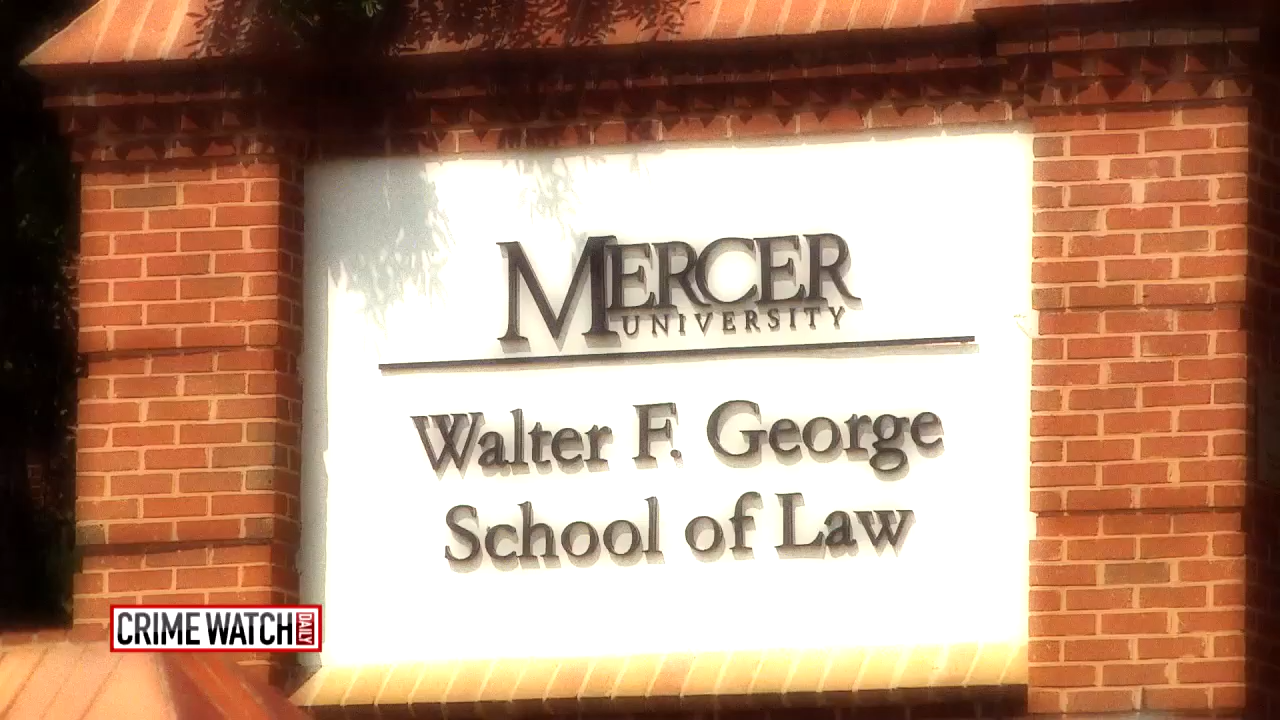 MERCER
UNIVERSITY
Walter F. George
School of Law
CRIME WATCH DAILY